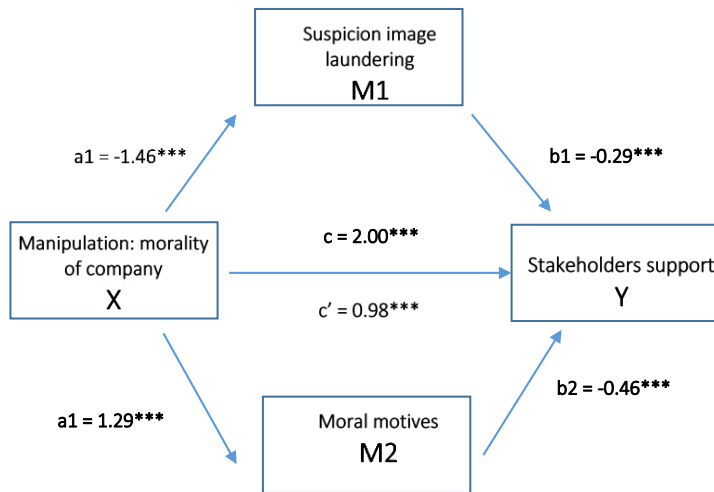 Suspicion image
laundering
M1
a1 = -1.46***
b1 = -0.29***
Manipulation: morality
of company
X
c = 2.00***
c’ = 0.98***
Stakeholders support
Y
a1 = 1.29***
b2 = -0.46***
Moral motives
M2